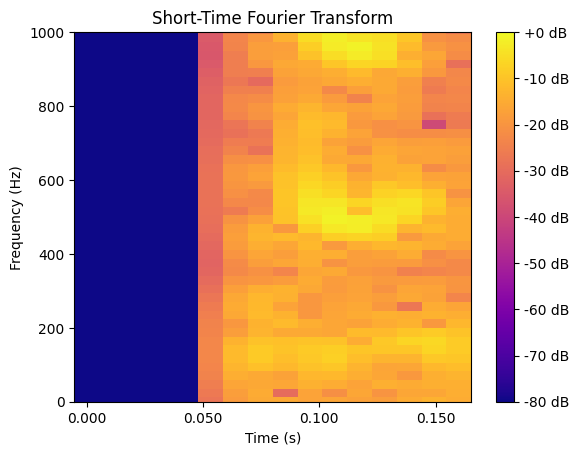 Short-Time Fourier Transform
1000
800
600
400
200
0
Frequency (Hz)
0.000
0.050
0.100
0.150
Time (s)
+0 dB
-10 dB
-20 dB
-30 dB
-40 dB
-50 dB
-60 dB
-70 dB
-80 dB